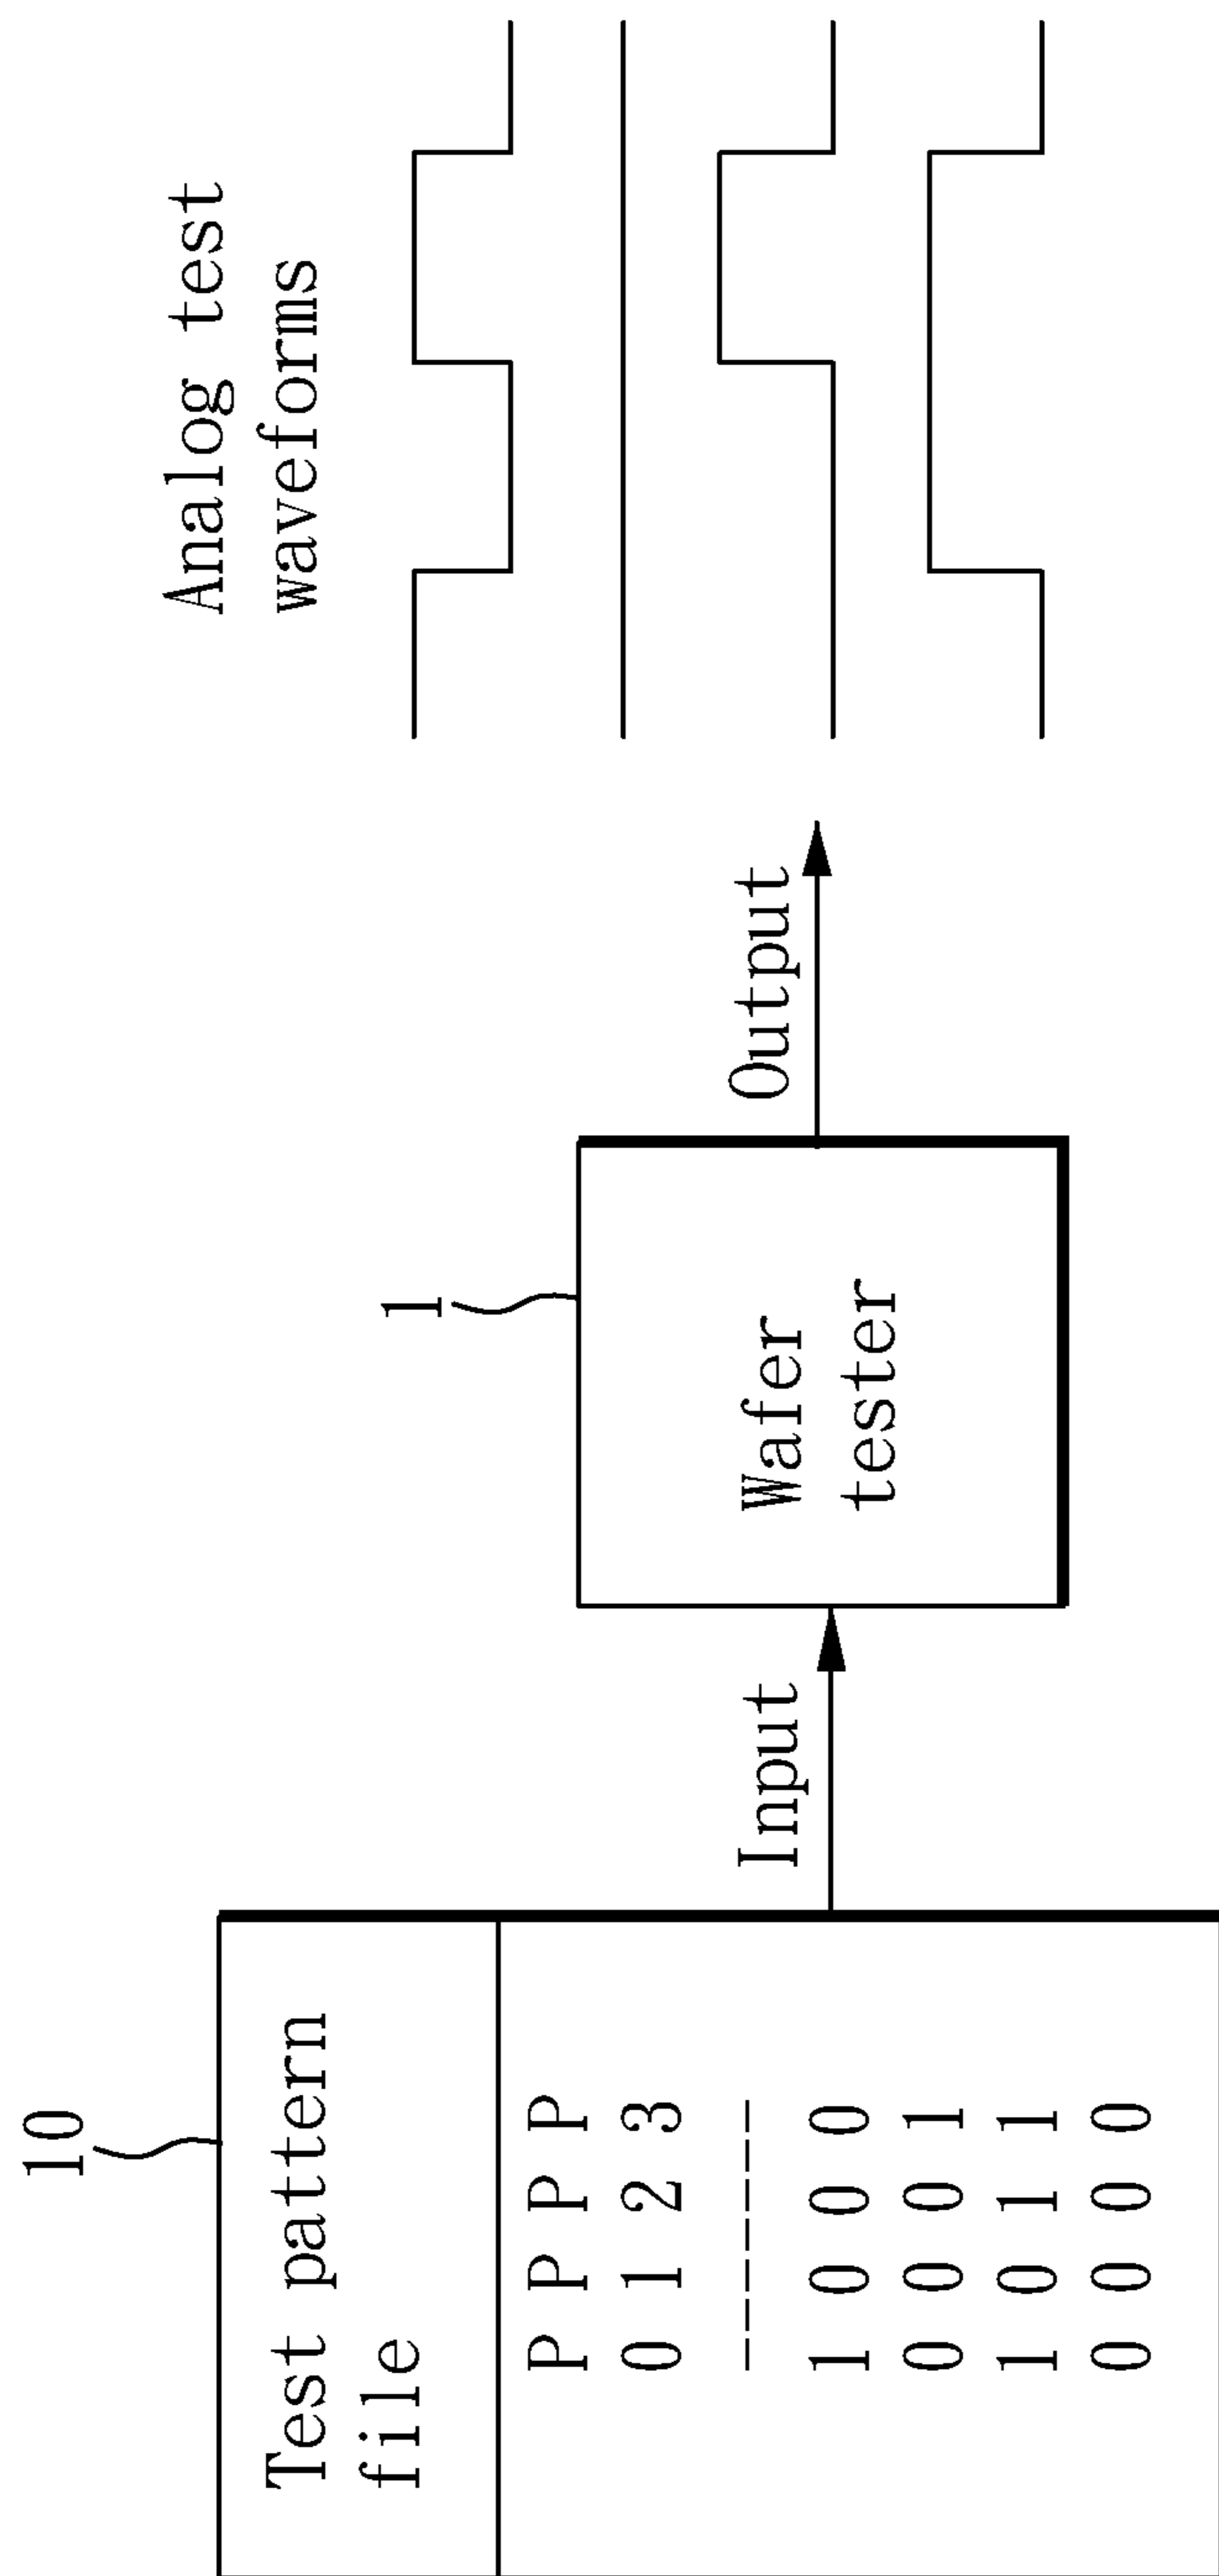 10
Test pattern
file
P P P P
0 1 2 3
-------
1 0 0 0
0 0 0 1
1 0 1 1
0 0 0 0
Input
1
Wafer
tester
Output
Analog test
waveforms